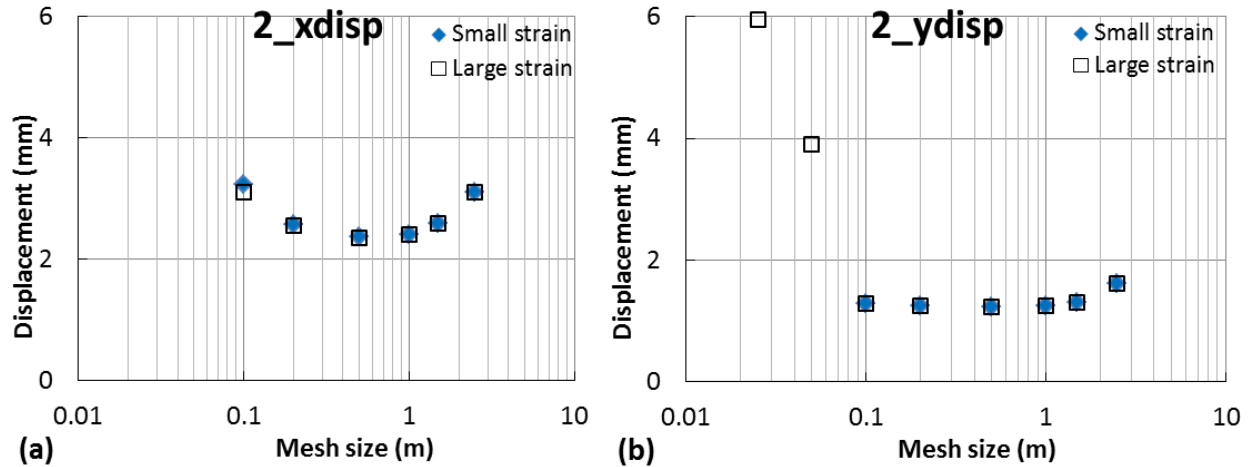 2_xdisp
Small strain
Large strain
Displacement (mm)
6
4
2
0
0.01
0.1
1
10
Mesh size (m)
(a)
2_ydisp
Small strain
Large strain
Displacement (mm)
6
4
2
0
0.01
0.1
1
10
Mesh size (m)
(b)